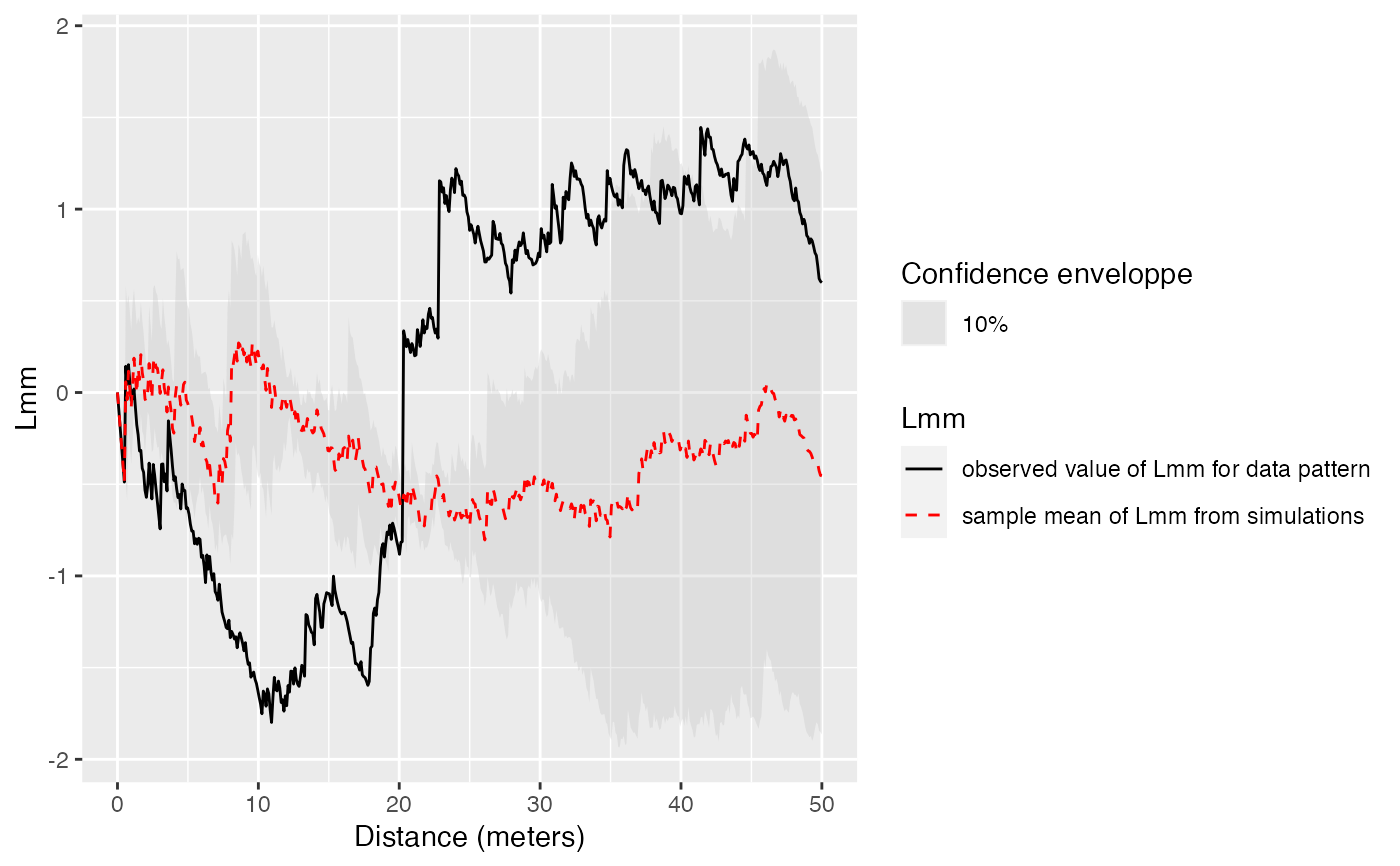 2
1
0
-1
-2
Lmm
0 10 20 30 40 50
Distance (meters)
Confidence enveloppe
10%
Lmm
observed value of Lmm for data pattern
sample mean of Lmm from simulations